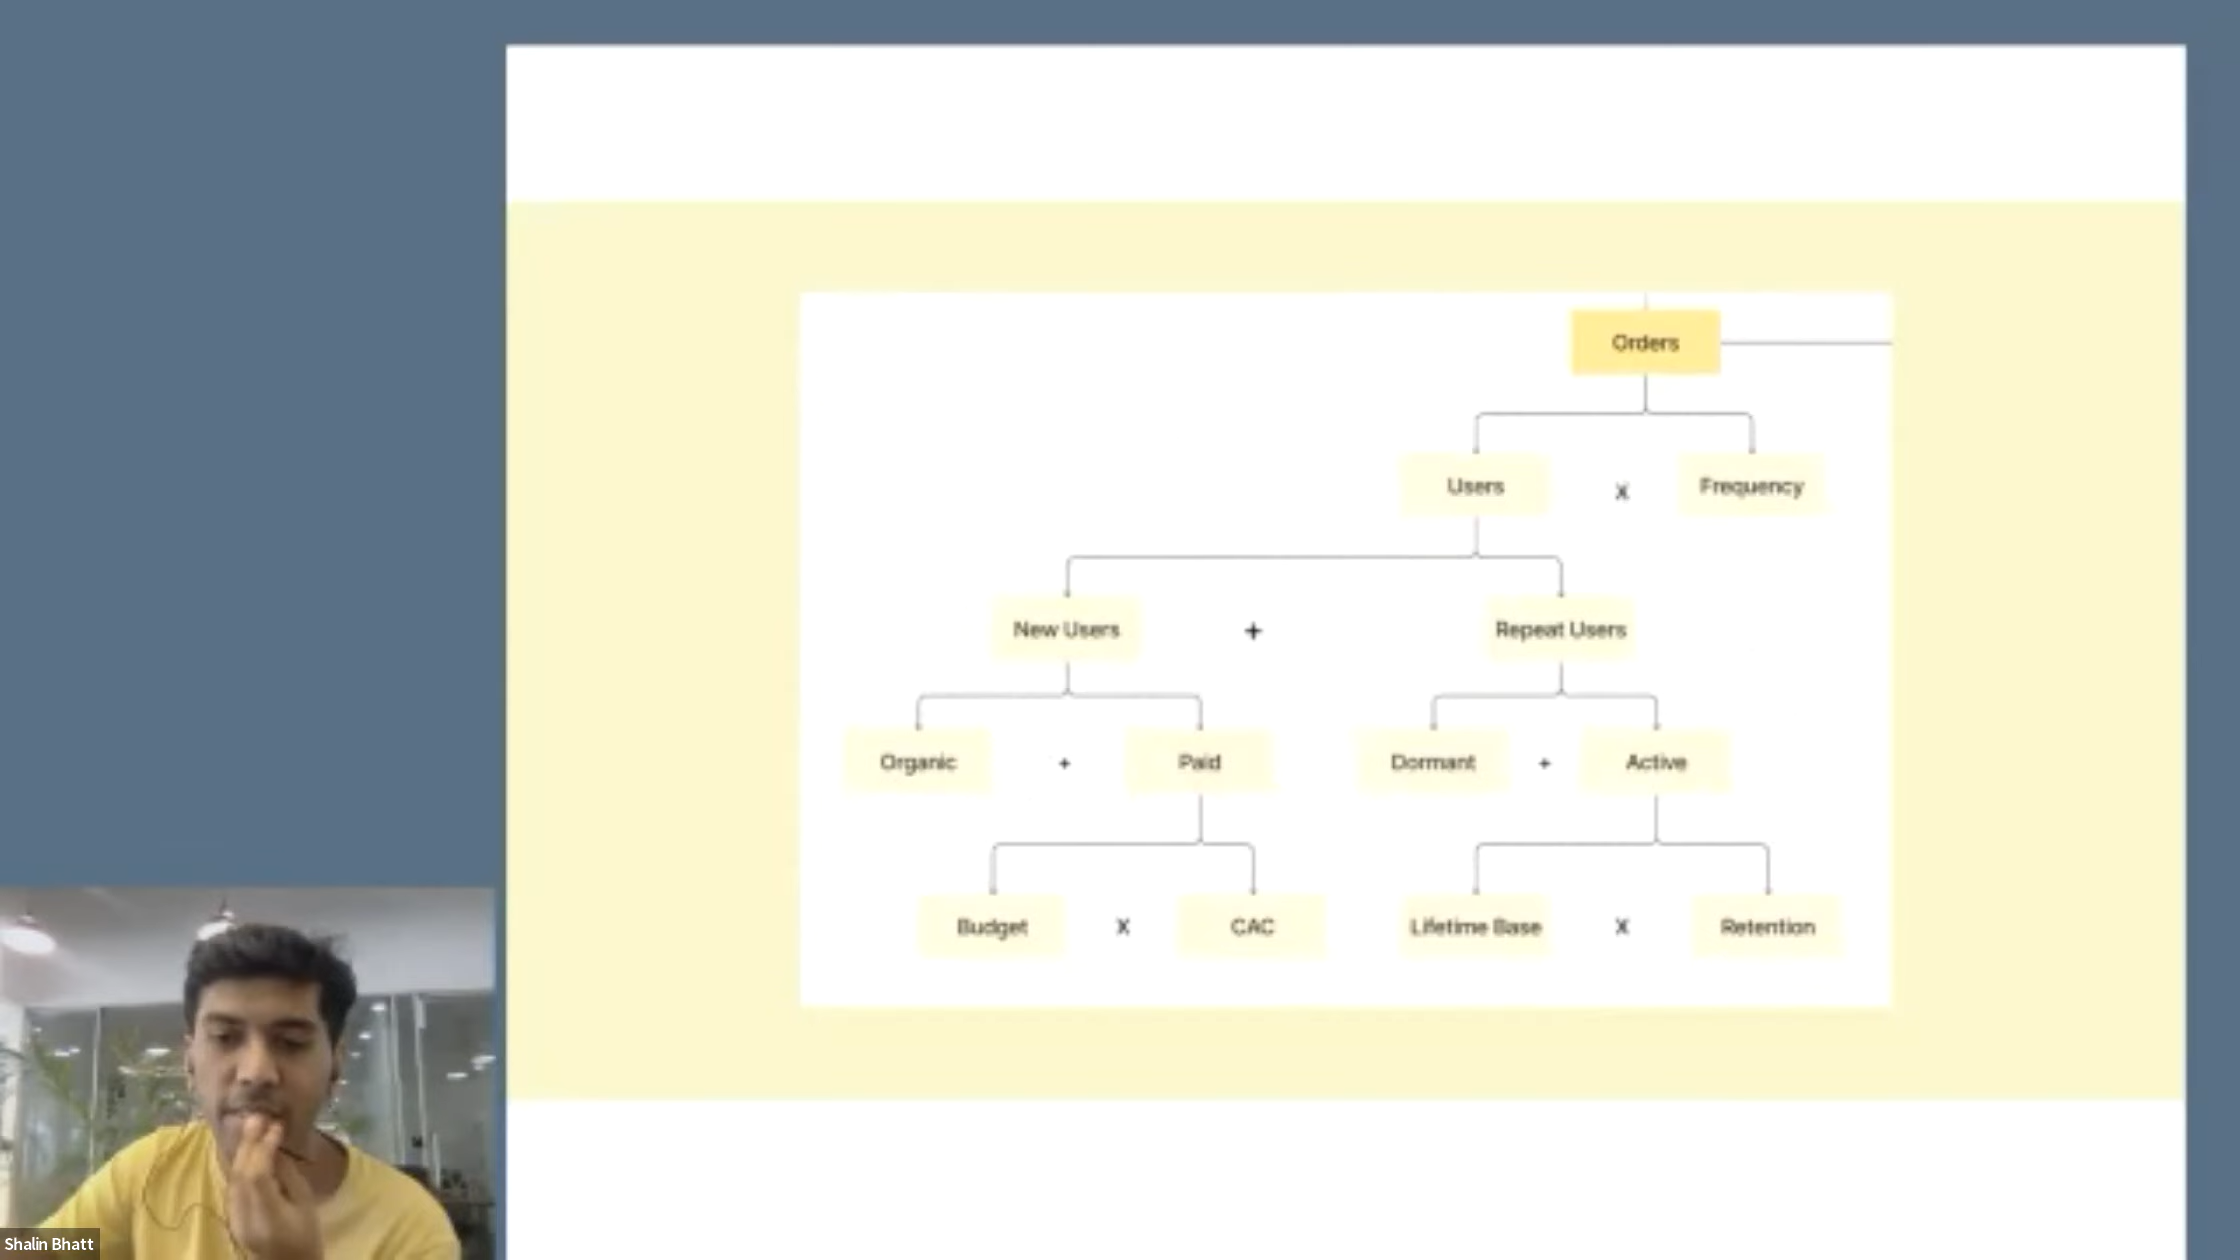 Orders
Users X Frequency
New Users + Repeat Users
Organic + Paid Dormant + Active
Budget X CAC Lifetime Base X Retention
Shalin Bhatt